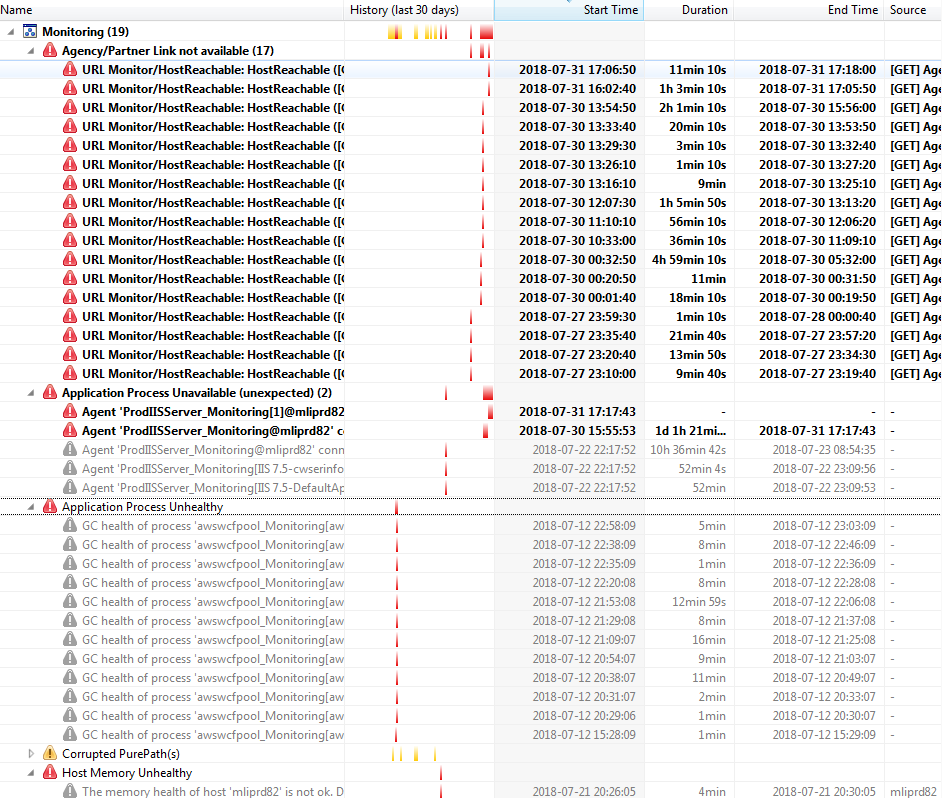 Name History (last 30 days) Start Time Duration End Time Source
Monitoring (19)
Agency/Partner Link not available (17)
URL Monitor/HostReachable: HostReachable ([G 2018-07-31 17:06:50 11min 10s 2018-07-31 17:18:00 [GET] Age
URL Monitor/HostReachable: HostReachable ([G 2018-07-31 16:02:40 1h 3min 10s 2018-07-31 17:05:50 [GET] Age
URL Monitor/HostReachable: HostReachable ([G 2018-07-30 13:54:50 2h 1min 10s 2018-07-30 15:56:00 [GET] Age
URL Monitor/HostReachable: HostReachable ([G 2018-07-30 13:33:40 20min 10s 2018-07-30 13:53:50 [GET] Age
URL Monitor/HostReachable: HostReachable ([G 2018-07-30 13:29:30 3min 10s 2018-07-30 13:32:40 [GET] Age
URL Monitor/HostReachable: HostReachable ([G 2018-07-30 13:26:10 1min 10s 2018-07-30 13:27:20 [GET] Age
URL Monitor/HostReachable: HostReachable ([G 2018-07-30 13:16:10 9min 2018-07-30 13:25:10 [GET] Age
URL Monitor/HostReachable: HostReachable ([G 2018-07-30 12:07:30 1h 5min 50s 2018-07-30 13:13:20 [GET] Age
URL Monitor/HostReachable: HostReachable ([G 2018-07-30 11:10:10 56min 10s 2018-07-30 12:06:20 [GET] Age
URL Monitor/HostReachable: HostReachable ([G 2018-07-30 10:33:00 36min 10s 2018-07-30 11:09:10 [GET] Age
URL Monitor/HostReachable: HostReachable ([G 2018-07-30 00:32:50 4h 59min 10s 2018-07-30 05:32:00 [GET] Age
URL Monitor/HostReachable: HostReachable ([G 2018-07-30 00:20:50 11min 2018-07-30 00:31:50 [GET] Age
URL Monitor/HostReachable: HostReachable ([G 2018-07-30 00:01:40 18min 10s 2018-07-30 00:19:50 [GET] Age
URL Monitor/HostReachable: HostReachable ([G 2018-07-27 23:59:30 1min 10s 2018-07-28 00:00:40 [GET] Age
URL Monitor/HostReachable: HostReachable ([G 2018-07-27 23:35:40 21min 40s 2018-07-27 23:57:20 [GET] Age
URL Monitor/HostReachable: HostReachable ([G 2018-07-27 23:20:40 13min 50s 2018-07-27 23:34:30 [GET] Age
URL Monitor/HostReachable: HostReachable ([G 2018-07-27 23:10:00 9min 40s 2018-07-27 23:19:40 [GET] Age
Application Process Unavailable (unexpected) (2)
Agent 'ProdIISServer_Monitoring[1]@mliprd82 2018-07-31 17:17:43 - - -
Agent 'ProdIISServer_Monitoring@mliprd82' cc 2018-07-30 15:55:53 1d 1h 21mi... 2018-07-31 17:17:43 -
Agent 'ProdIISServer_Monitoring@mliprd82' conn 2018-07-22 22:17:52 10h 36min 42s 2018-07-23 08:54:35 -
Agent 'ProdIISServer_Monitoring[IIS 7.5-cwserinfo 2018-07-22 22:17:52 52min 4s 2018-07-22 23:09:56 -
Agent 'ProdIISServer_Monitoring[IIS 7.5-DefaultAp 2018-07-22 22:17:52 52min 2018-07-22 23:09:53 -
Application Process Unhealthy
GC health of process 'awswcfpool_Monitoring[aw 2018-07-12 22:58:09 5min 2018-07-12 23:03:09 -
GC health of process 'awswcfpool_Monitoring[aw 2018-07-12 22:38:09 8min 2018-07-12 22:46:09 -
GC health of process 'awswcfpool_Monitoring[aw 2018-07-12 22:35:09 1min 2018-07-12 22:36:09 -
GC health of process 'awswcfpool_Monitoring[aw 2018-07-12 22:20:08 8min 2018-07-12 22:28:08 -
GC health of process 'awswcfpool_Monitoring[aw 2018-07-12 21:53:08 12min 59s 2018-07-12 22:06:08 -
GC health of process 'awswcfpool_Monitoring[aw 2018-07-12 21:29:08 8min 2018-07-12 21:37:08 -
GC health of process 'awswcfpool_Monitoring[aw 2018-07-12 21:09:07 16min 2018-07-12 21:25:08 -
GC health of process 'awswcfpool_Monitoring[aw 2018-07-12 20:54:07 9min 2018-07-12 21:03:07 -
GC health of process 'awswcfpool_Monitoring[aw 2018-07-12 20:38:07 11min 2018-07-12 20:49:07 -
GC health of process 'awswcfpool_Monitoring[aw 2018-07-12 20:31:07 2min 2018-07-12 20:33:07 -
GC health of process 'awswcfpool_Monitoring[aw 2018-07-12 20:29:06 1min 2018-07-12 20:30:07 -
GC health of process 'awswcfpool_Monitoring[aw 2018-07-12 15:28:09 1min 2018-07-12 15:29:09 -
Corrupted PurePath(s)
Host Memory Unhealthy
The memory health of host 'mliprd82' is not ok. D 2018-07-21 20:26:05 4min 2018-07-21 20:30:05 mliprd82